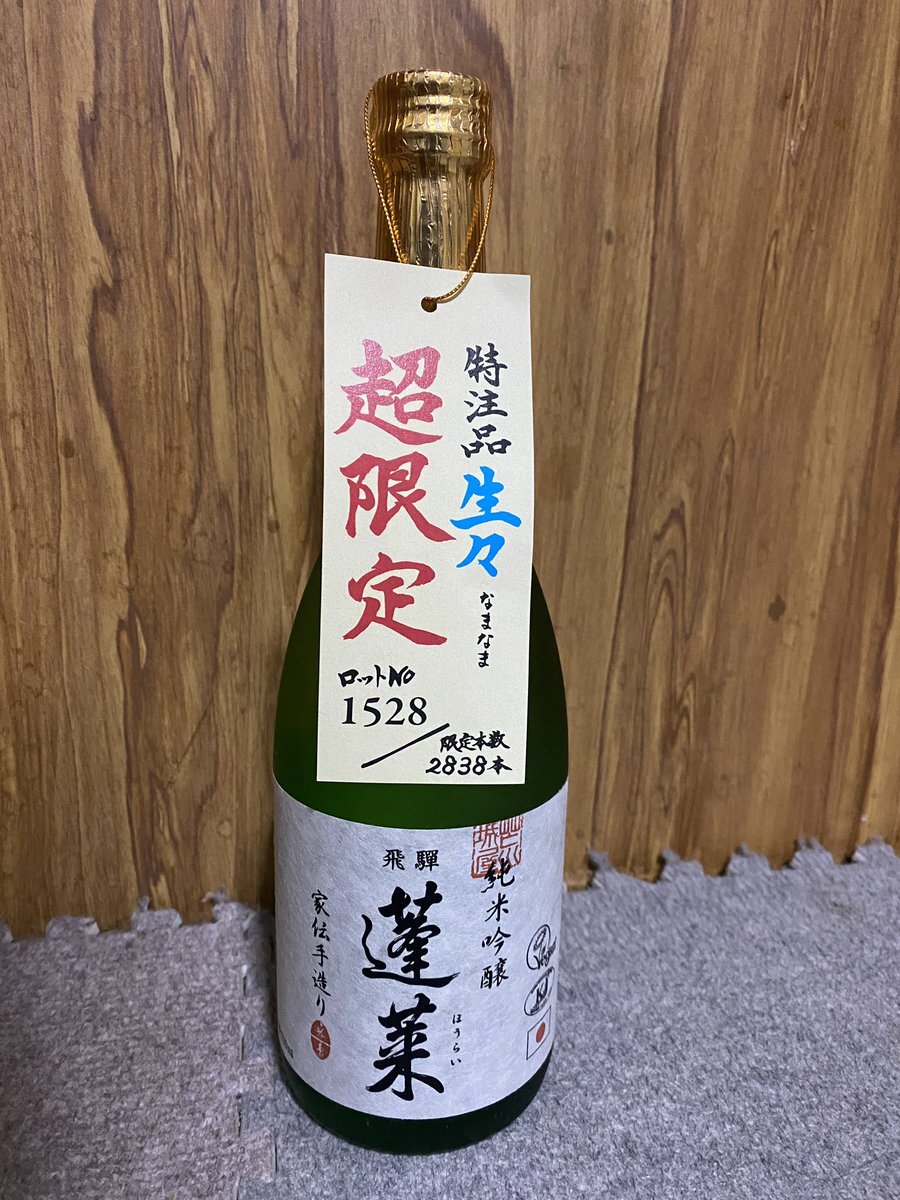 特注品 生々
なまなま
超限定
ロットNo
1528
限定本数
2838本
純米吟醸
飛騨
蓬莱
ほうらい
家伝手造り
Vegan